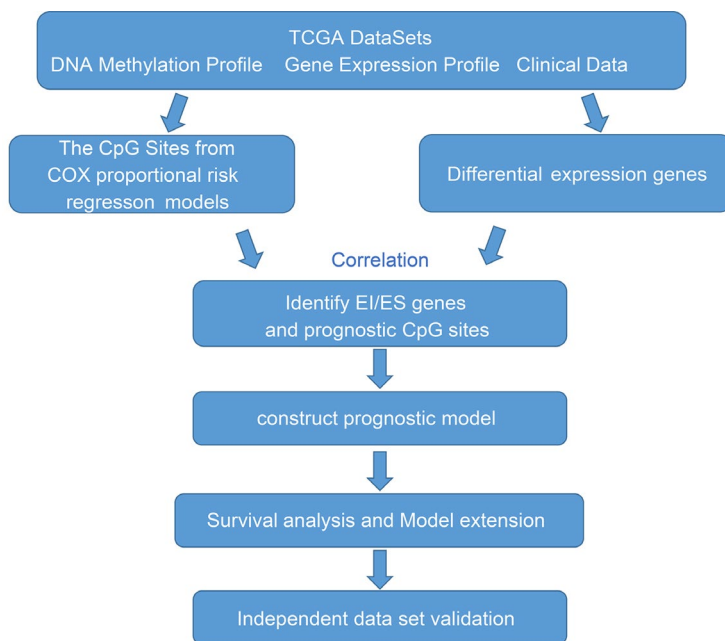 TCGA DataSets
DNA Methylation Profile Gene Expression Profile Clinical Data
The CpG Sites from
COX proportional risk
regresson models
Differential expression genes
Correlation
Identify EI/ES genes
and prognostic CpG sites
construct prognostic model
Survival analysis and Model extension
Independent data set validation